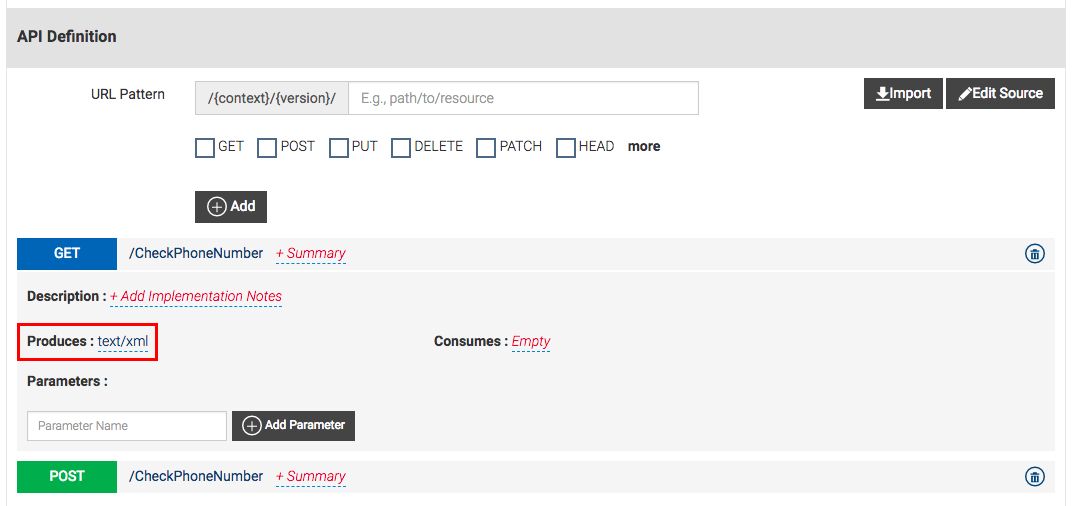 API Definition
URL Pattern /{context}/{version}/ E.g., path/to/resource Import Edit Source
GET POST PUT DELETE PATCH HEAD more
Add
GET /CheckPhoneNumber + Summary
Description : + Add Implementation Notes
Produces : text/xml Consumes : Empty
Parameters :
Parameter Name Add Parameter
POST /CheckPhoneNumber + Summary